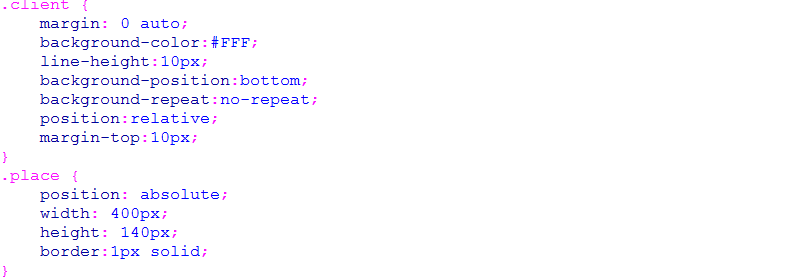 .client {
    margin: 0 auto;
    background-color:#FFF;
    line-height:10px;
    background-position:bottom;
    background-repeat:no-repeat;
    position:relative;
    margin-top:10px;
}
.place {
    position: absolute;
    width: 400px;
    height: 140px;
    border:1px solid;
}